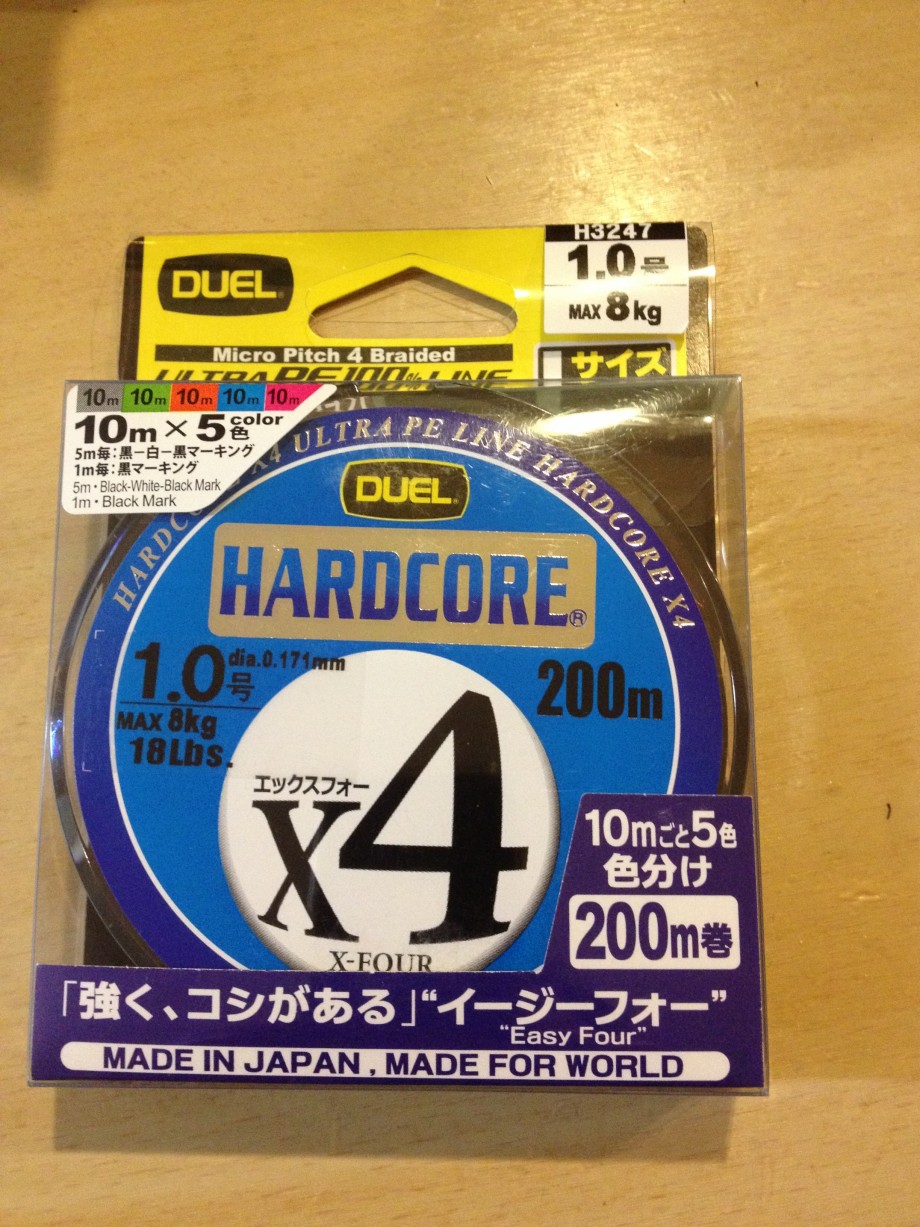 DUEL
H3247
1.0号
MAX 8kg
Micro Pitch 4 Braided
ULTRA PE100% LINE
サイズ
10m 10m 10m 10m 10m
10m×5color色
5m毎:黒-白-黒マーキング
1m毎:黒マーキング
5m・Black-White-Black Mark
1m・Black Mark
HARDCORE X4 ULTRA PE LINE HARDCORE X4
DUEL
HARDCORE®
1.0号 dia.0.171mm
MAX 8kg
18Lbs.
200m
エックスフォー
X4
X-FOUR
10mごと5色
色分け
200m巻
「強く、コシがある」“イージーフォー”
“Easy Four”
MADE IN JAPAN , MADE FOR WORLD